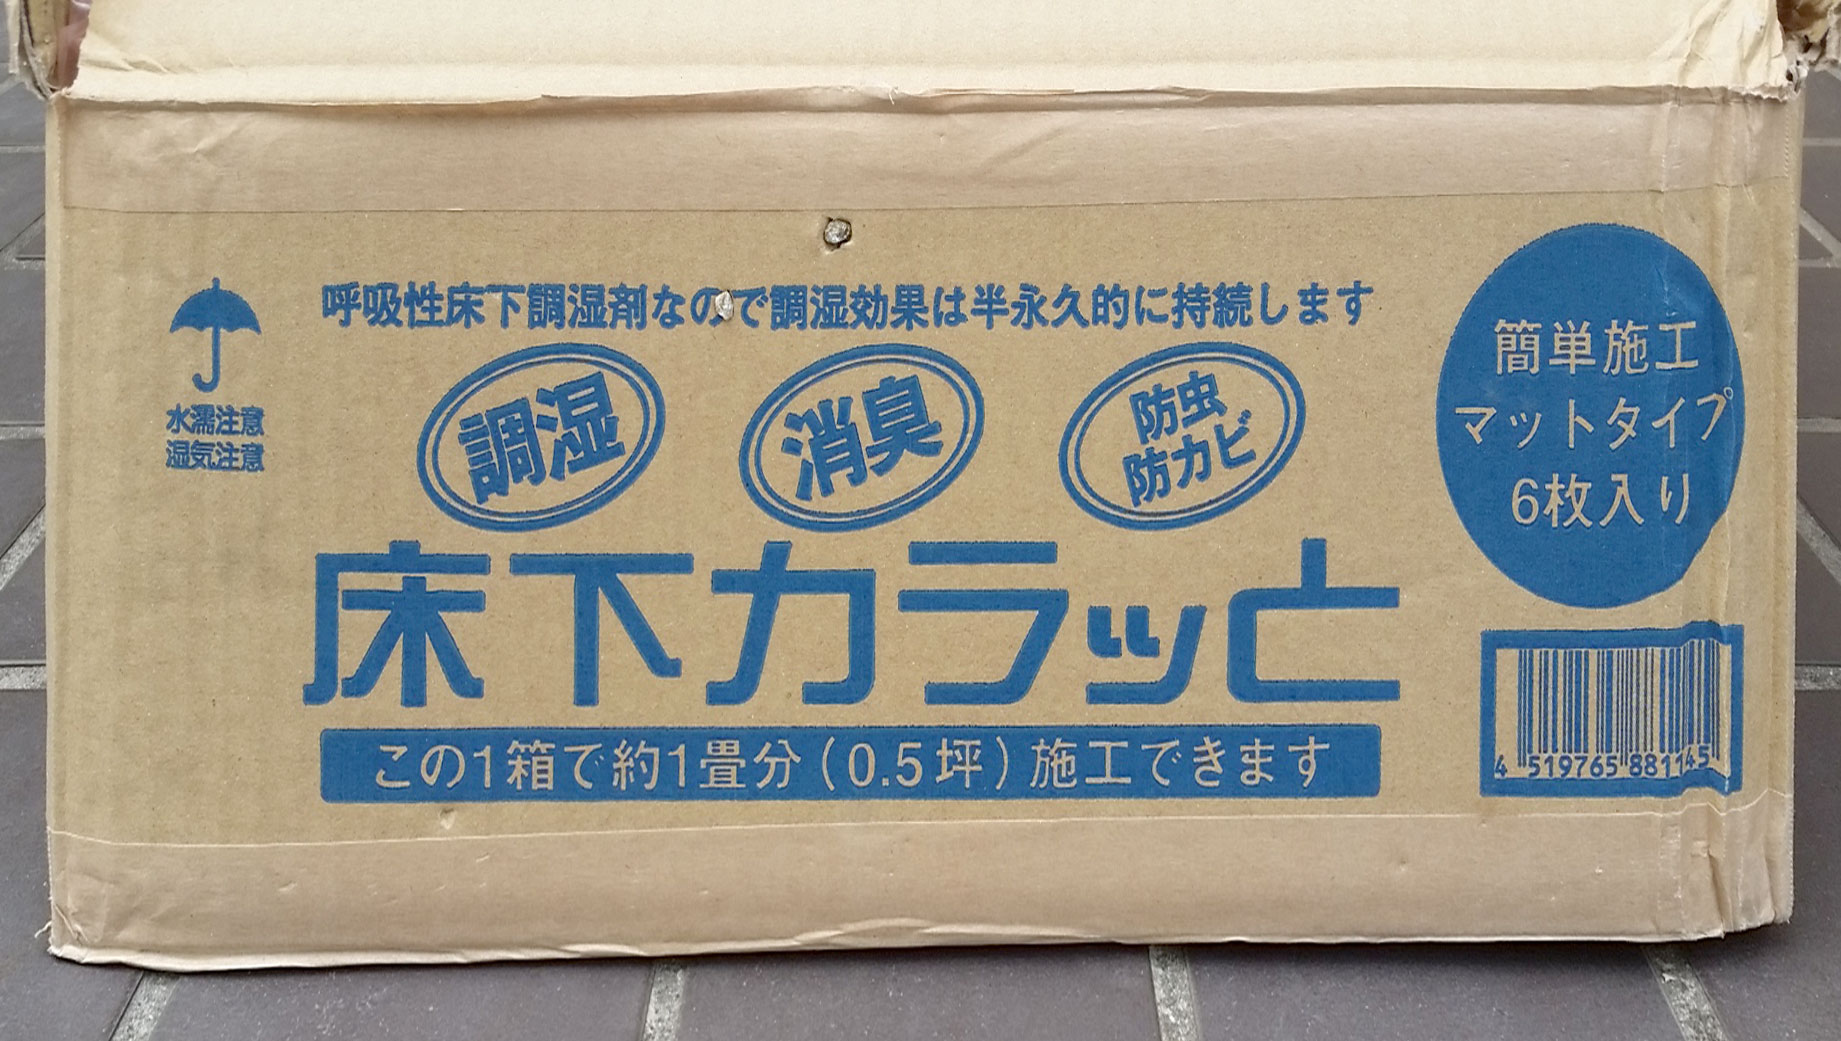 呼吸性床下調湿剤なので調湿効果は半永久的に持続します
水濡注意
湿気注意
調湿
消臭
防虫
防カビ
簡単施工
マットタイプ
6枚入り
床下カラッと
この1箱で約1畳分(0.5坪)施工できます
4 519765 881145